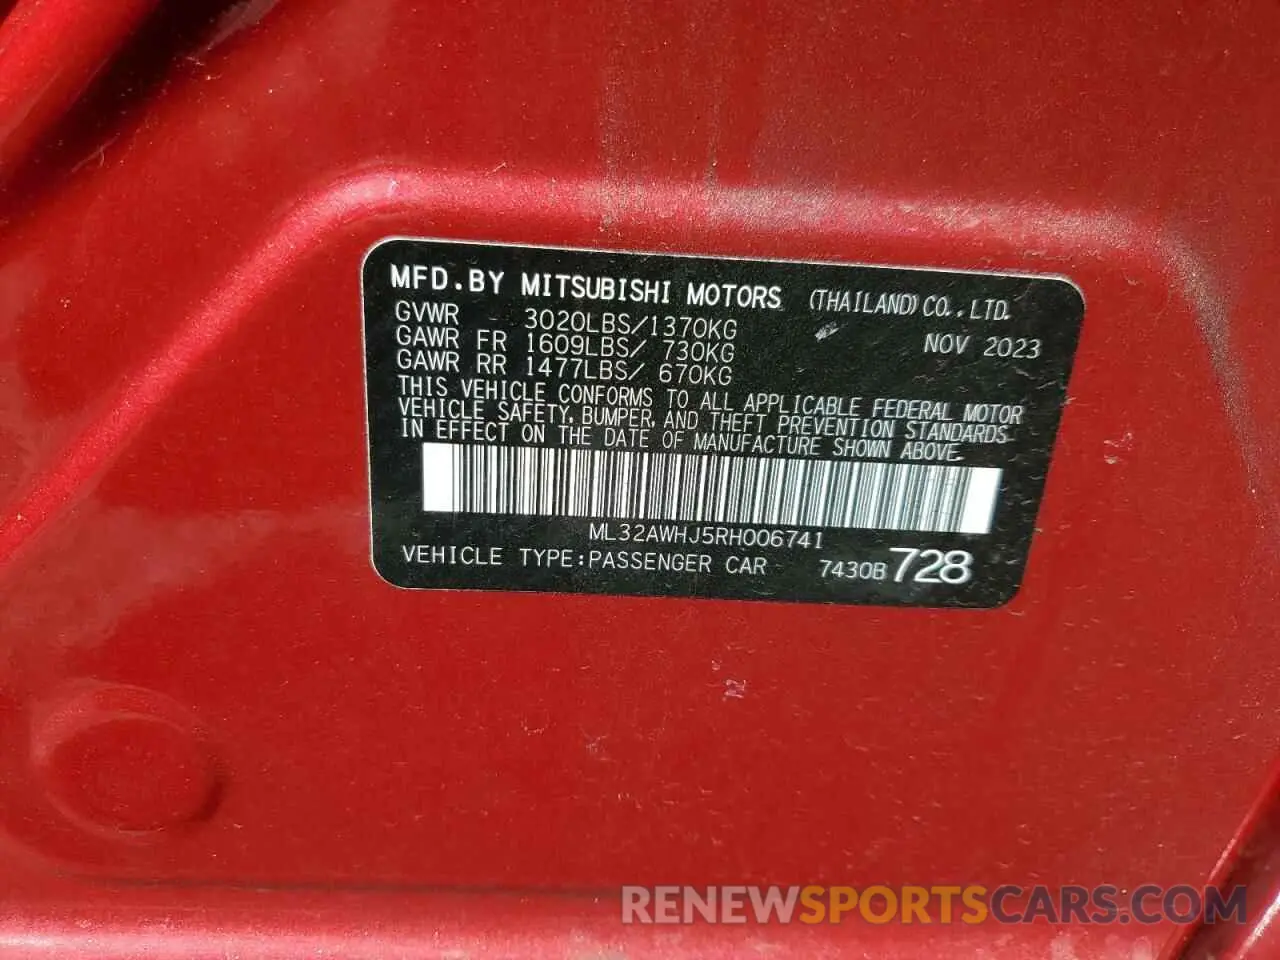 MFD.BY MITSUBISHI MOTORS (THAILAND) CO.,LTD.
GVWR 3020LBS/1370KG NOV 2023
GAWR FR 1609LBS/ 730KG
GAWR RR 1477LBS/ 670KG
THIS VEHICLE CONFORMS TO ALL APPLICABLE FEDERAL MOTOR
VEHICLE SAFETY, BUMPER, AND THEFT PREVENTION STANDARDS
IN EFFECT ON THE DATE OF MANUFACTURE SHOWN ABOVE.
ML32AWHJ5RH006741
VEHICLE TYPE:PASSENGER CAR 7430B 728
RENEWSPORTSCARS.COM